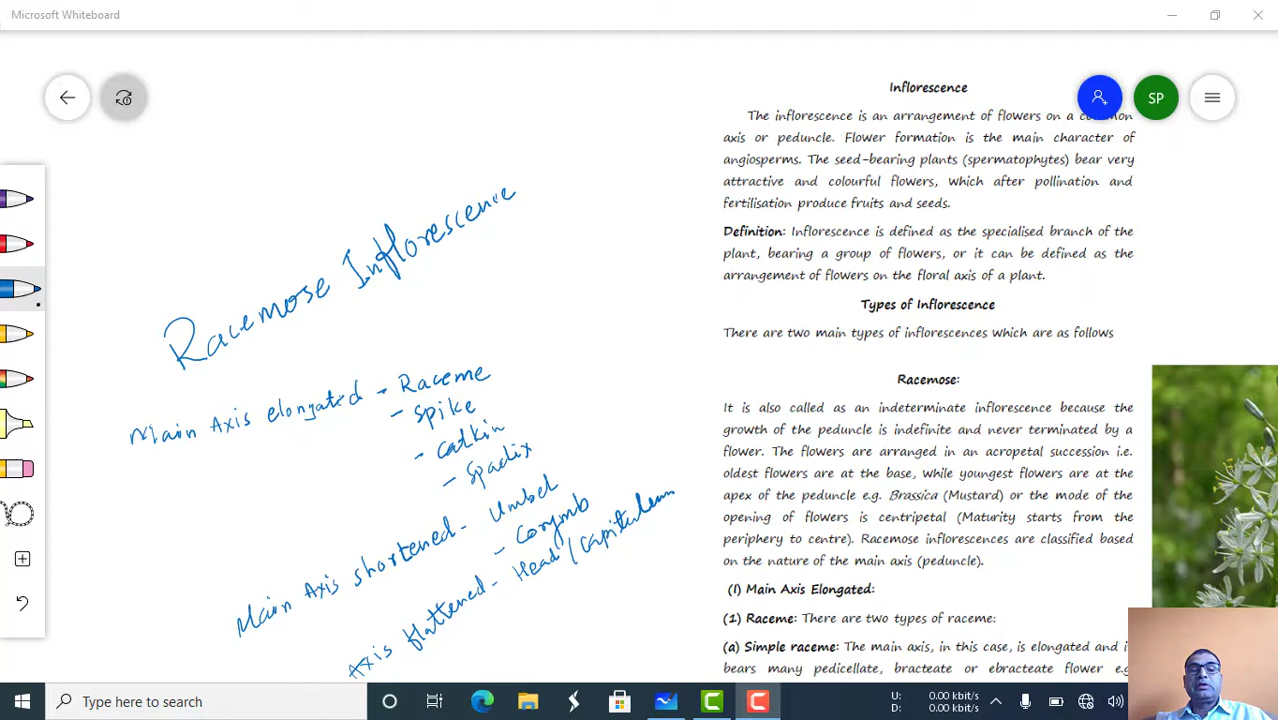 Microsoft Whiteboard
SP
Racemose Inflorescence
Main Axis elongated - Raceme
- Spike
- Catkin
- Spadix
Main Axis shortened - Umbel
- Corymb
Axis flattened - Head / Capitulum
Inflorescence
The inflorescence is an arrangement of flowers on a common
axis or peduncle. Flower formation is the main character of
angiosperms. The seed-bearing plants (spermatophytes) bear very
attractive and colourful flowers, which after pollination and
fertilisation produce fruits and seeds.
Definition: Inflorescence is defined as the specialised branch of the
plant, bearing a group of flowers, or it can be defined as the
arrangement of flowers on the floral axis of a plant.
Types of Inflorescence
There are two main types of inflorescences which are as follows
Racemose:
It is also called as an indeterminate inflorescence because the
growth of the peduncle is indefinite and never terminated by a
flower. The flowers are arranged in an acropetal succession i.e.
oldest flowers are at the base, while youngest flowers are at the
apex of the peduncle e.g. Brassica (Mustard) or the mode of the
opening of flowers is centripetal (Maturity starts from the
periphery to centre). Racemose inflorescences are classified based
on the nature of the main axis (peduncle).
(I) Main Axis Elongated:
(1) Raceme: There are two types of raceme:
(a) Simple raceme: The main axis, in this case, is elongated and
bears many pedicellate, bracteate or ebracteate flower e.g
Type here to search
U: 0.00 kbit/s
D: 0.00 kbit/s